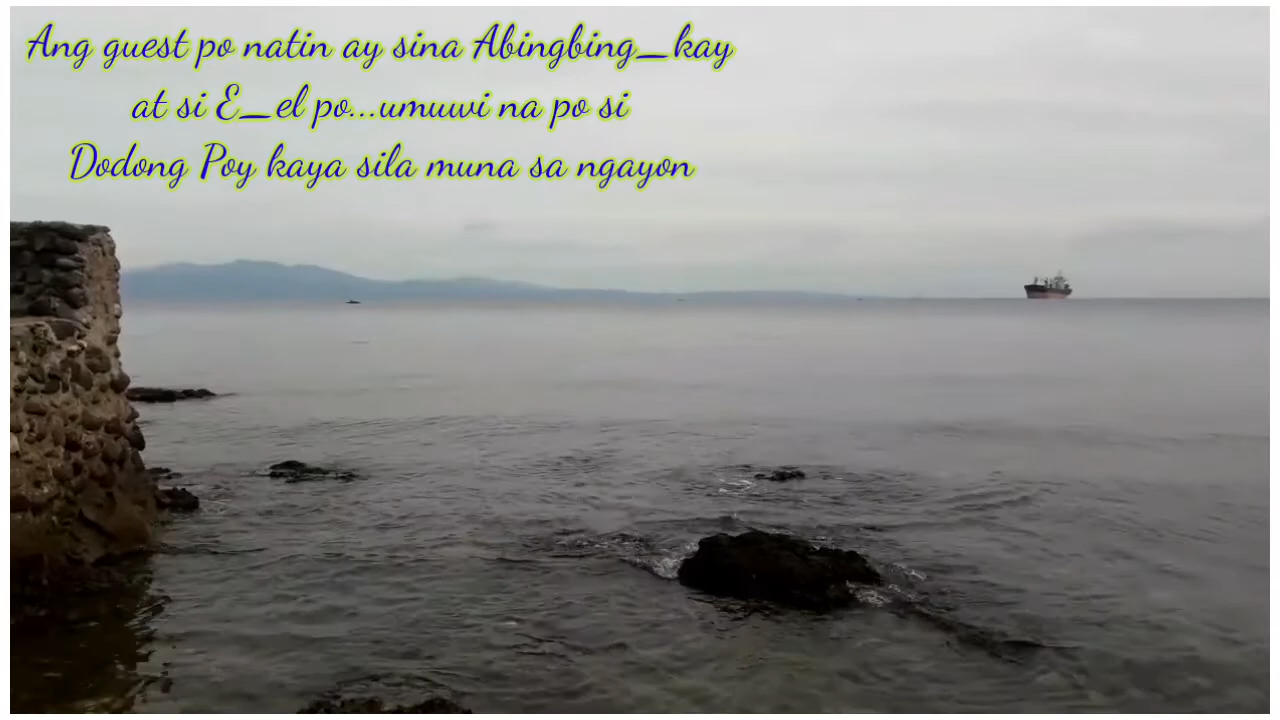 Ang guest po natin ay sina Abingbing_kay
at si E_el po...umuwi na po si
Dodong Poy kaya sila muna sa ngayon